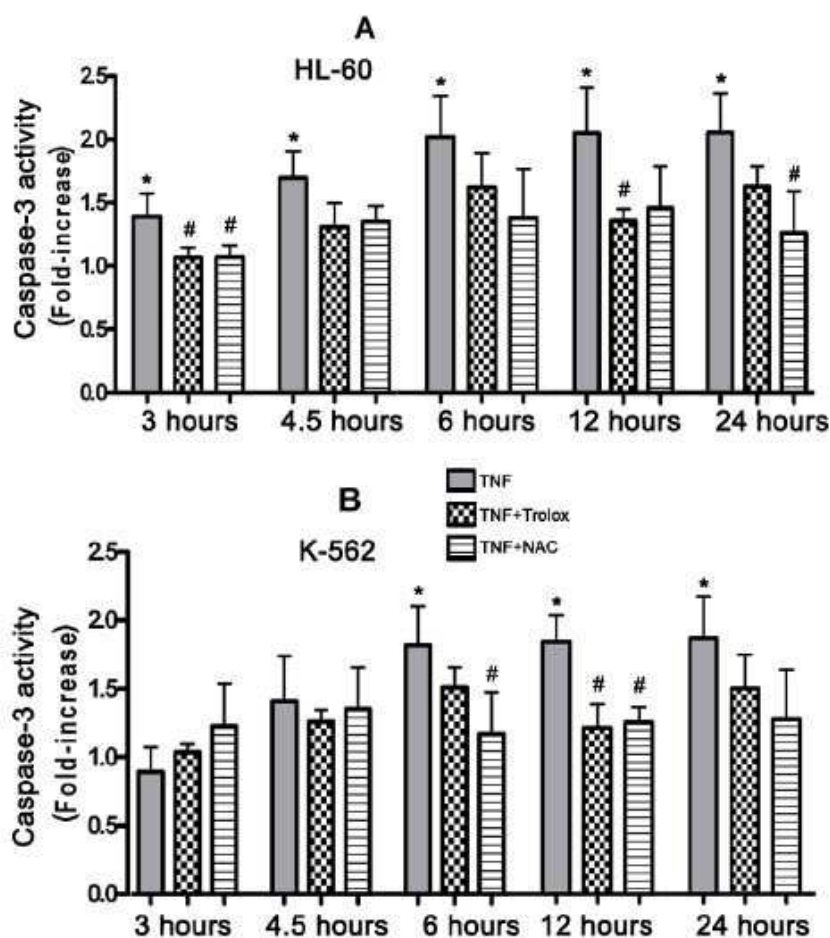 A
HL-60
Caspase-3 activity
(Fold-increase)
2.5
2.0
1.5
1.0
0.5
0.0
*
#
#
*
*
*
#
*
#
3 hours 4.5 hours 6 hours 12 hours 24 hours
B
K-562
TNF
TNF+Trolox
TNF+NAC
Caspase-3 activity
(Fold-increase)
2.5
2.0
1.5
1.0
0.5
0.0
*
#
*
#
#
*
3 hours 4.5 hours 6 hours 12 hours 24 hours